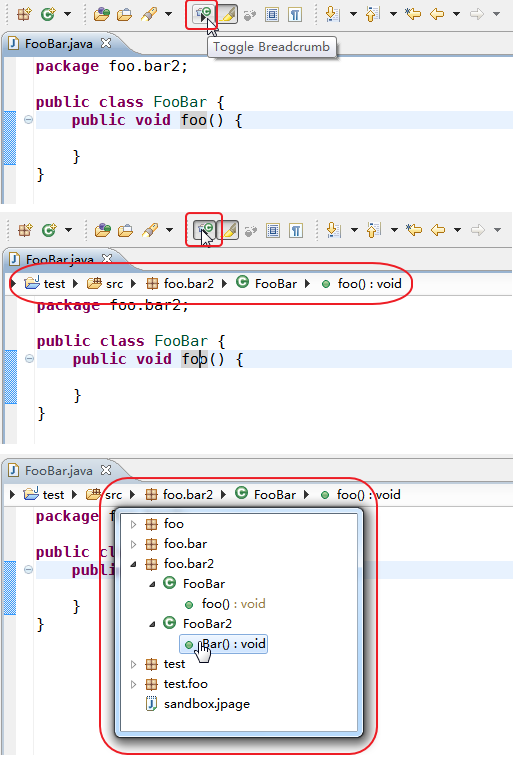 FooBar.java
Toggle Breadcrumb
package foo.bar2;
public class FooBar {
public void foo() {
}
}
FooBar.java
test src foo.bar2 FooBar foo() : void
package foo.bar2;
public class FooBar {
public void foo() {
}
}
FooBar.java
test src foo.bar2 FooBar foo() : void
package
foo
public cl
foo.bar
publi
foo.bar2
FooBar
foo() : void
}
FooBar2
}
Bar() : void
test
test.foo
sandbox.jpage